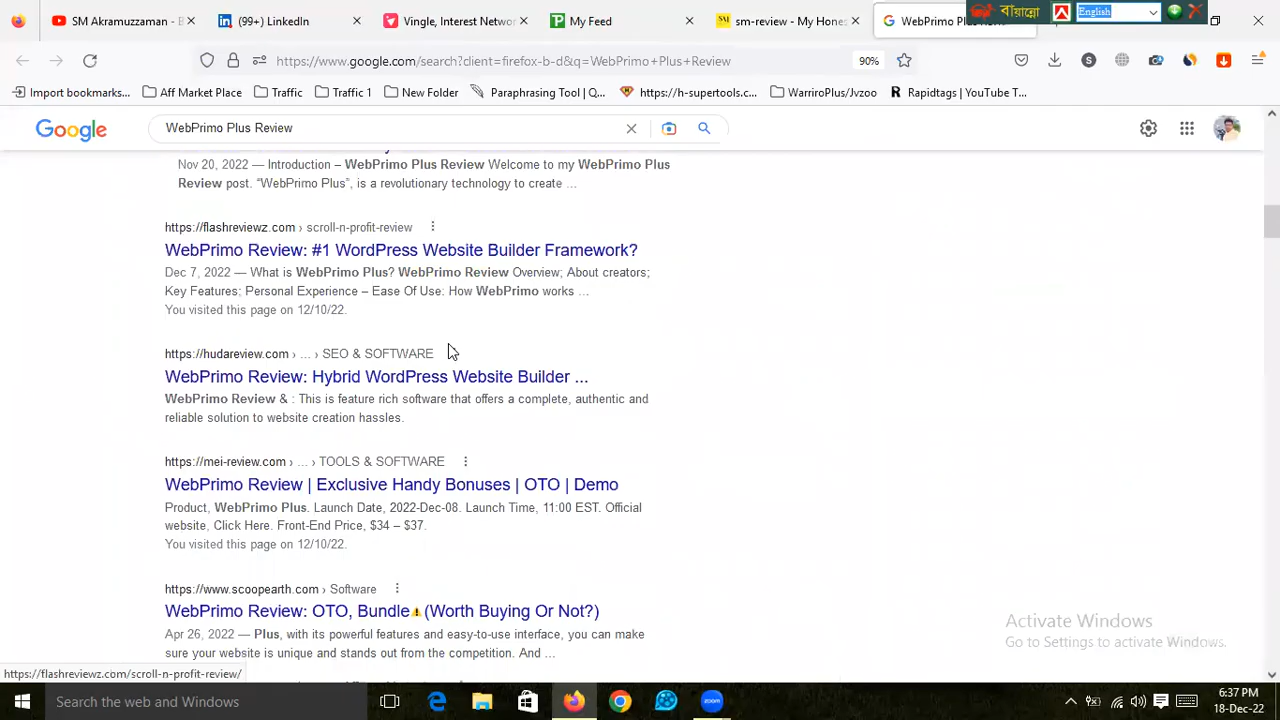 SM Akramuzzaman - B
(99+) LinkedIn
Tyngle, Interest Network
My Feed
sm-review - My Home
WebPrimo Plus
বায়ান্নো
English
https://www.google.com/search?client=firefox-b-d&q=WebPrimo+Plus+Review
90%
Import bookmarks...
Aff Market Place
Traffic
Traffic 1
New Folder
Paraphrasing Tool | Q...
https://h-supertools.c...
WarriroPlus/Jvzoo
Rapidtags | YouTube T...
Google
WebPrimo Plus Review
Nov 20, 2022 — Introduction – WebPrimo Plus Review Welcome to my WebPrimo Plus
Review post. “WebPrimo Plus”, is a revolutionary technology to create ...
https://flashreviewz.com › scroll-n-profit-review
WebPrimo Review: #1 WordPress Website Builder Framework?
Dec 7, 2022 — What is WebPrimo Plus? WebPrimo Review Overview; About creators;
Key Features; Personal Experience – Ease Of Use: How WebPrimo works ...
You visited this page on 12/10/22.
https://hudareview.com › ... › SEO & SOFTWARE
WebPrimo Review: Hybrid WordPress Website Builder ...
WebPrimo Review & : This is feature rich software that offers a complete, authentic and
reliable solution to website creation hassles.
https://mei-review.com › ... › TOOLS & SOFTWARE
WebPrimo Review | Exclusive Handy Bonuses | OTO | Demo
Product, WebPrimo Plus. Launch Date, 2022-Dec-08. Launch Time, 11:00 EST. Official
website, Click Here. Front-End Price, $34 – $37.
You visited this page on 12/10/22.
https://www.scoopearth.com › Software
WebPrimo Review: OTO, Bundle⚠️(Worth Buying Or Not?)
Apr 26, 2022 — Plus, with its powerful features and easy-to-use interface, you can make
sure your website is unique and stands out from the competition. And ...
Activate Windows
Go to Settings to activate Windows.
https://flashreviewz.com/scroll-n-profit-review/
Search the web and Windows
6:37 PM
18-Dec-22